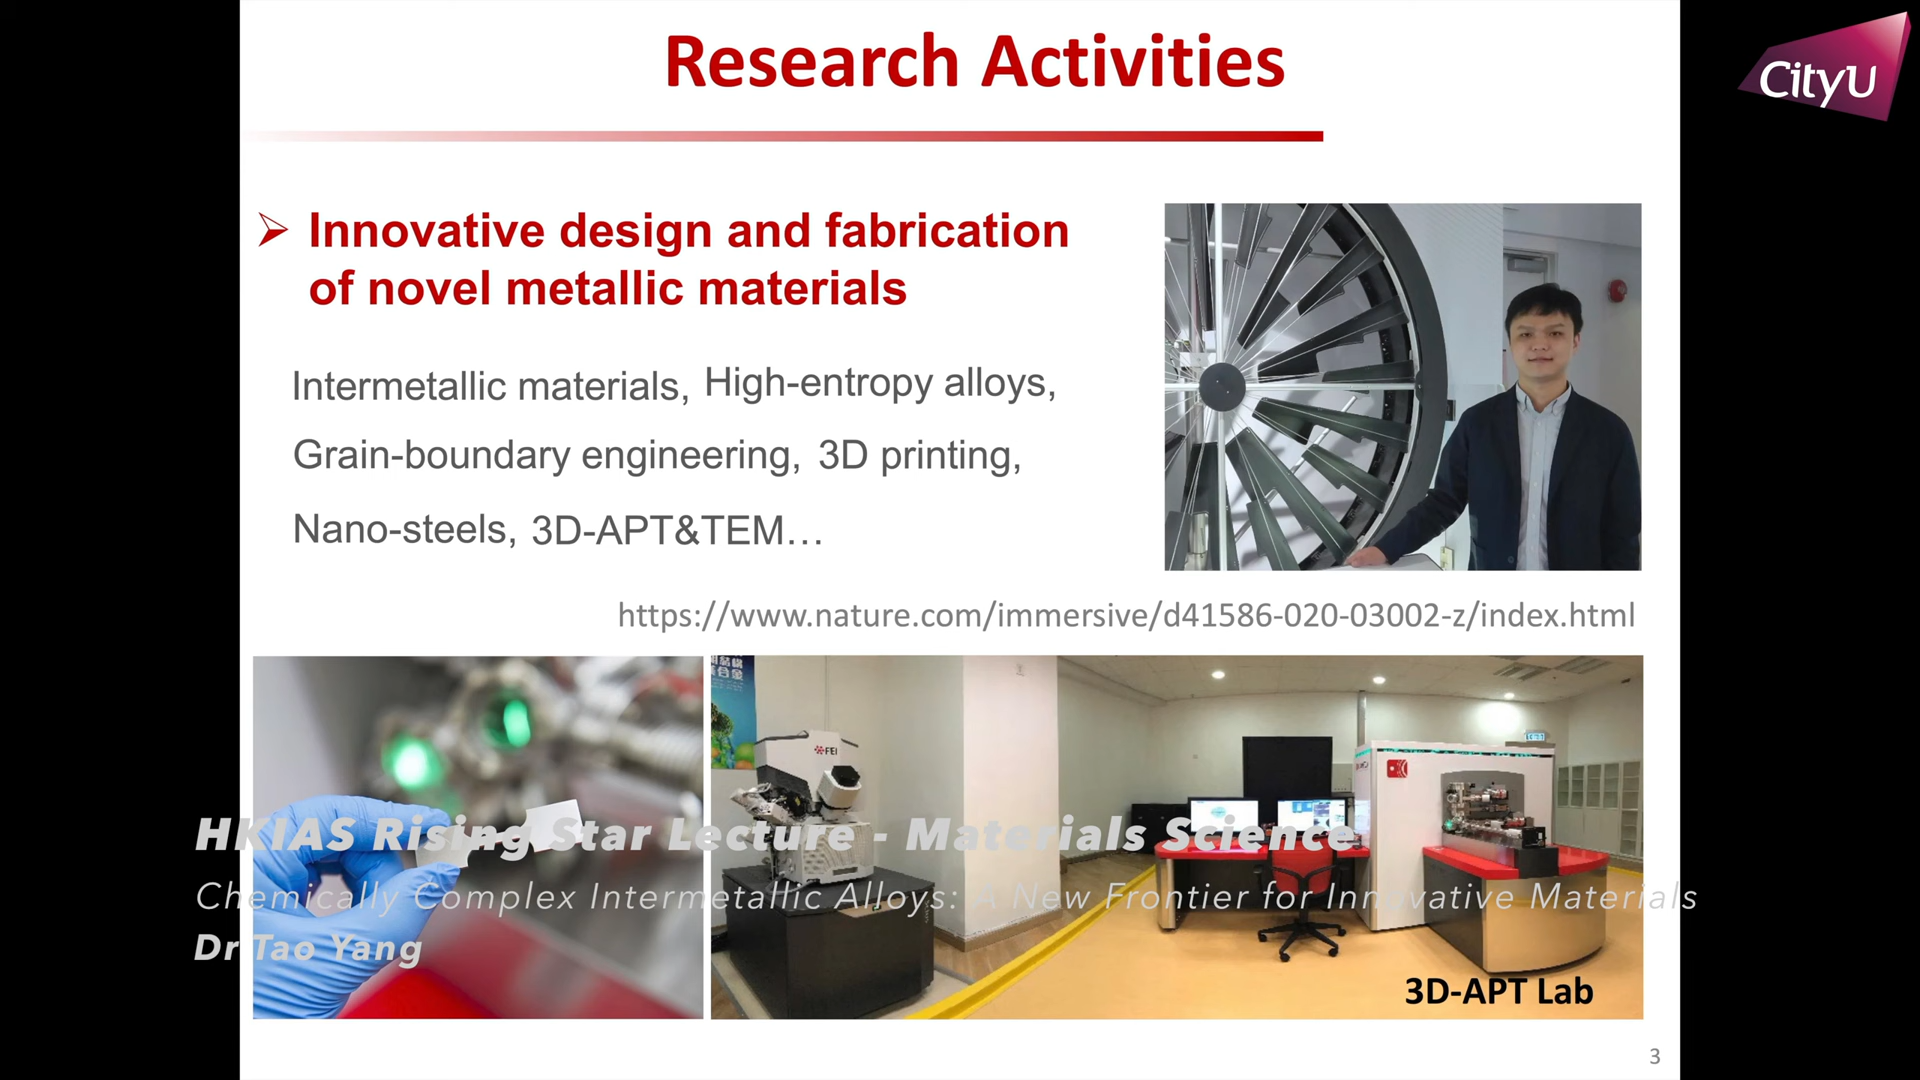 Research Activities
CityU
Innovative design and fabrication
of novel metallic materials
Intermetallic materials, High-entropy alloys,
Grain-boundary engineering, 3D printing,
Nano-steels, 3D-APT&TEM…
https://www.nature.com/immersive/d41586-020-03002-z/index.html
FEI
HKIAS Rising Star Lecture - Materials Science
Chemically Complex Intermetallic Alloys: A New Frontier for Innovative Materials
Dr Tao Yang
3D-APT Lab
3